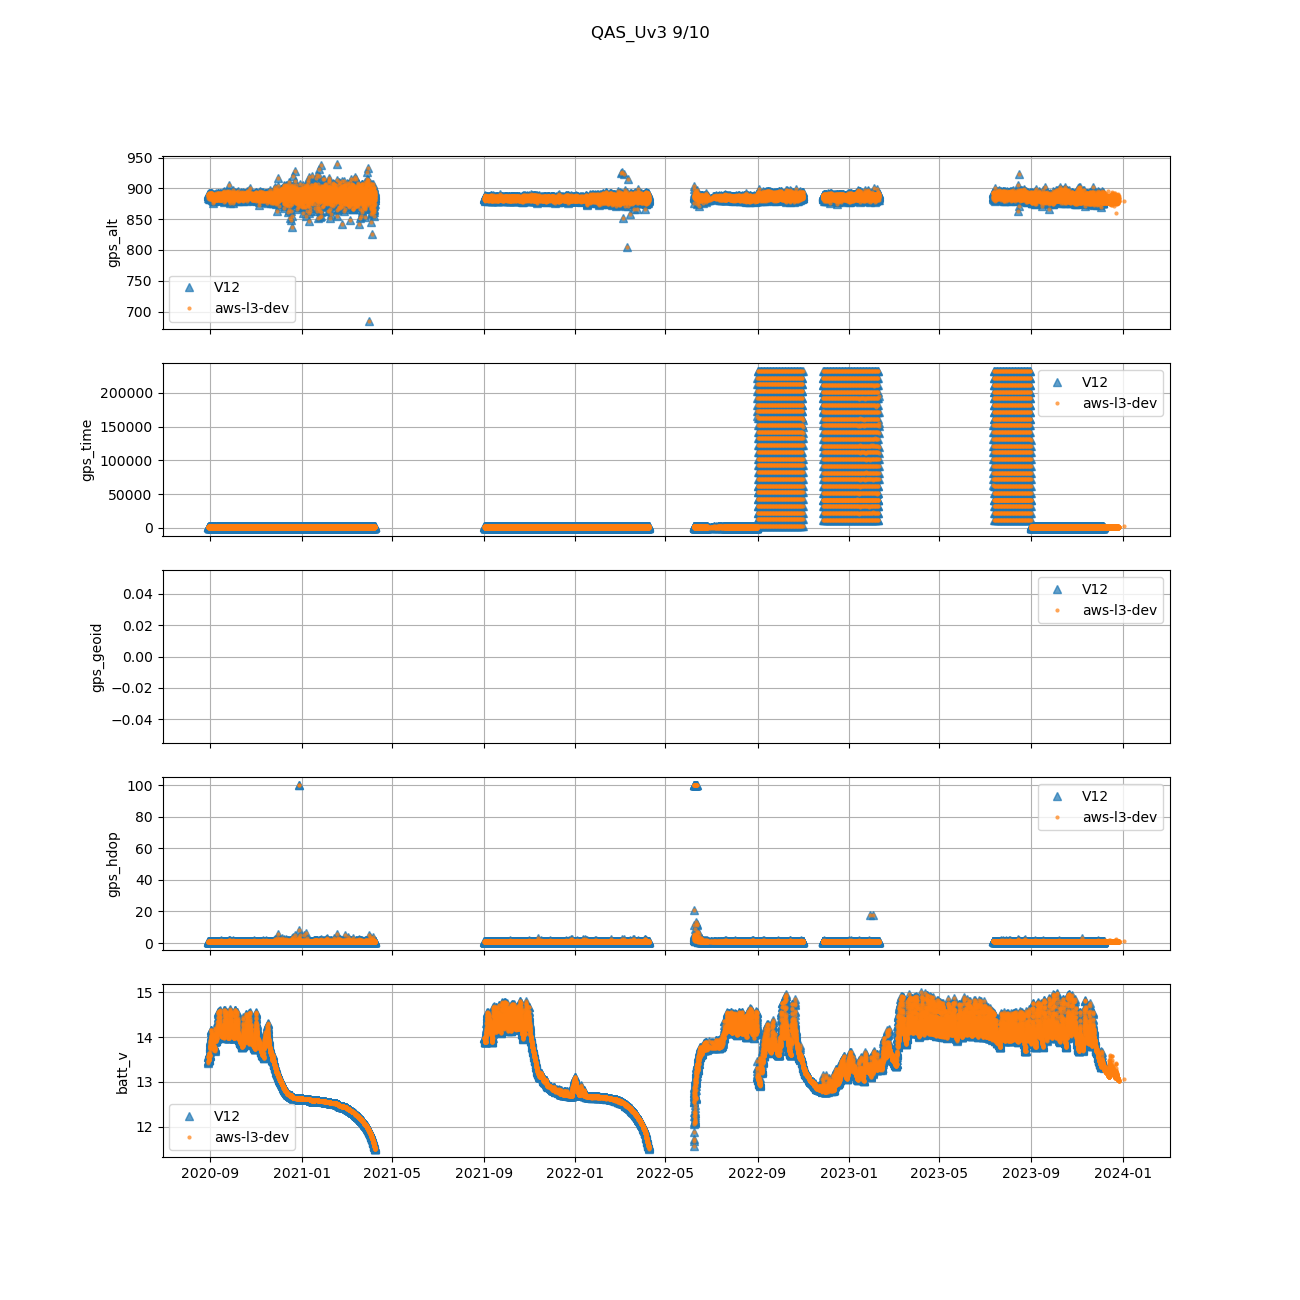 QAS_Uv3 9/10
950
900
850
800
750
700
gps_alt
V12
aws-l3-dev
200000
150000
100000
50000
0
gps_time
V12
aws-l3-dev
0.04
0.02
0.00
−0.02
−0.04
gps_geoid
V12
aws-l3-dev
100
80
60
40
20
0
gps_hdop
V12
aws-l3-dev
15
14
13
12
batt_v
V12
aws-l3-dev
2020-09 2021-01 2021-05 2021-09 2022-01 2022-05 2022-09 2023-01 2023-05 2023-09 2024-01